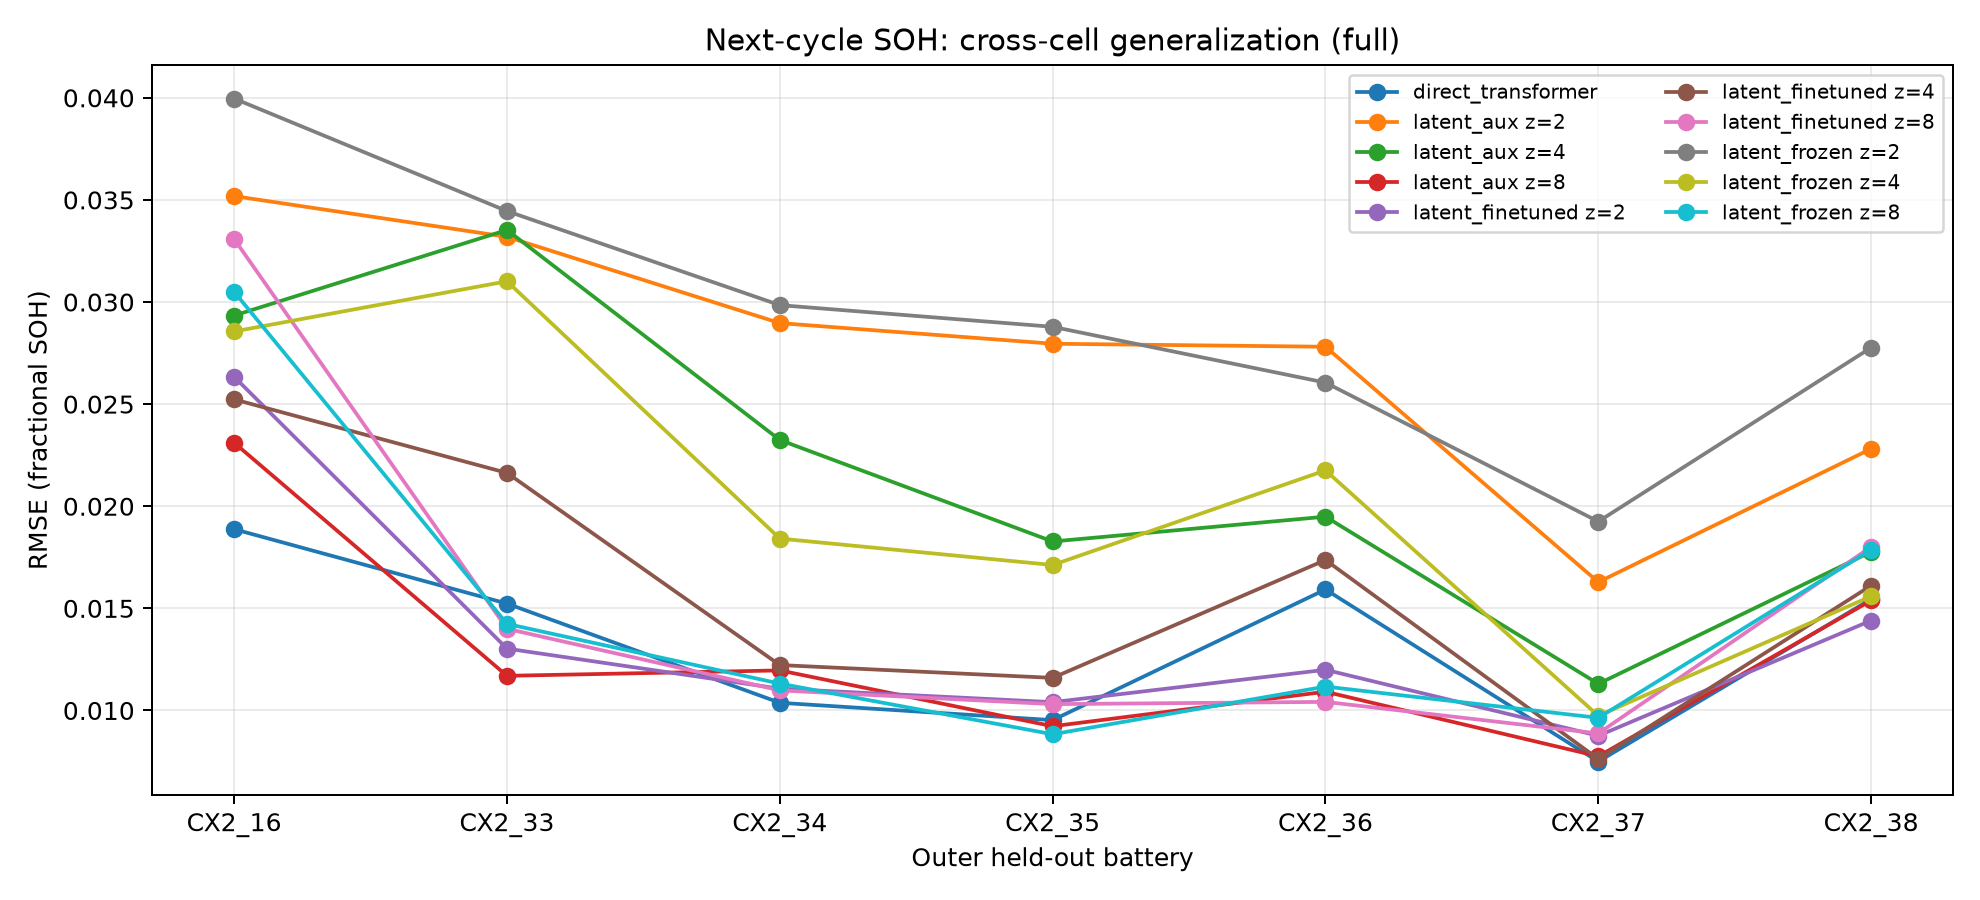 Next-cycle SOH: cross-cell generalization (full)
RMSE (fractional SOH)
0.040
0.035
0.030
0.025
0.020
0.015
0.010
direct_transformer
latent_aux z=2
latent_aux z=4
latent_aux z=8
latent_finetuned z=2
latent_finetuned z=4
latent_finetuned z=8
latent_frozen z=2
latent_frozen z=4
latent_frozen z=8
CX2_16 CX2_33 CX2_34 CX2_35 CX2_36 CX2_37 CX2_38
Outer held-out battery